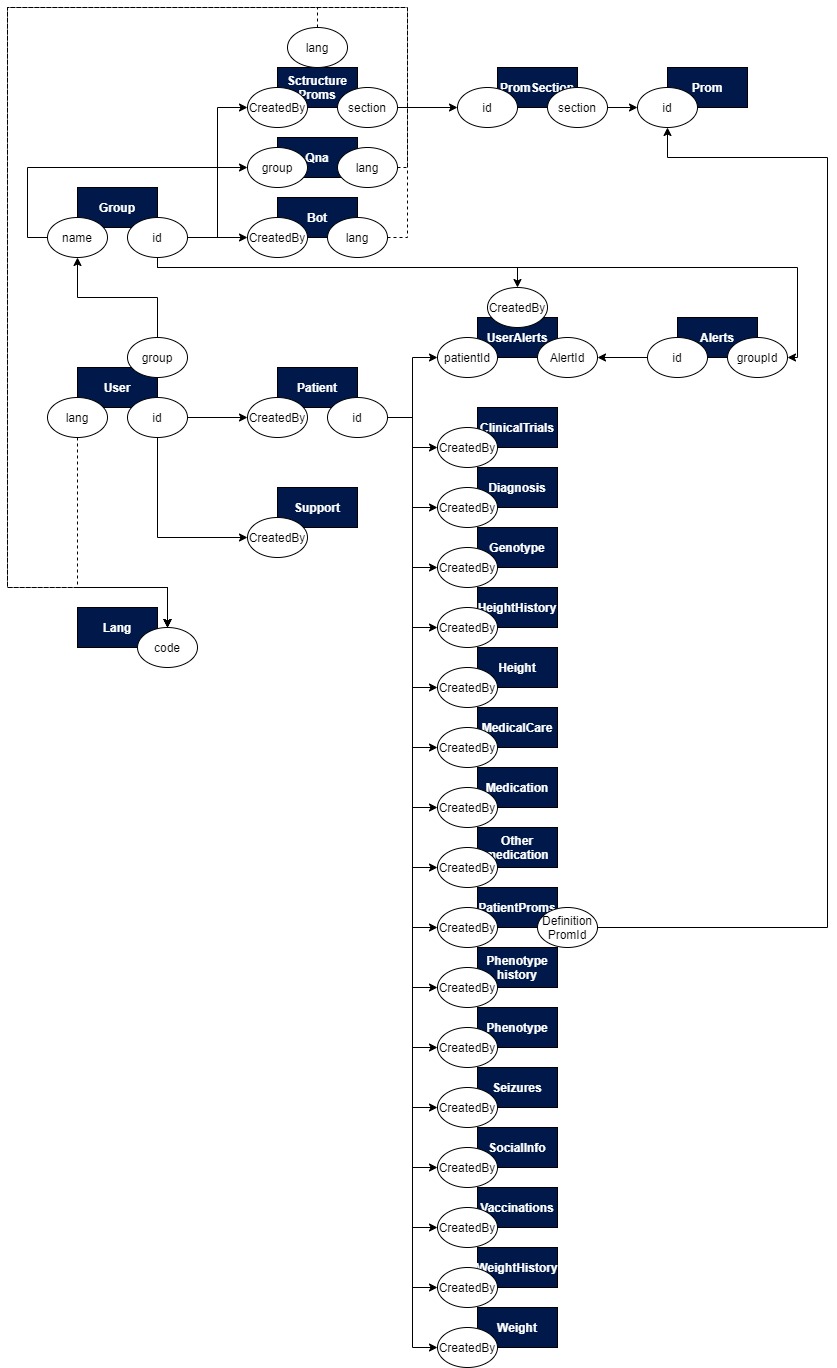 lang
Sctructure
Proms
CreatedBy
section
PromSection
id
section
Prom
id
Qna
group
lang
Group
name
id
Bot
CreatedBy
lang
CreatedBy
UserAlerts
patientId
AlertId
Alerts
id
groupId
group
User
lang
id
Patient
CreatedBy
id
ClinicalTrials
CreatedBy
Diagnosis
CreatedBy
Support
CreatedBy
Genotype
CreatedBy
Lang
code
HeightHistory
CreatedBy
Height
CreatedBy
MedicalCare
CreatedBy
Medication
CreatedBy
Other
medication
CreatedBy
PatientProms
CreatedBy
Definition
PromId
Phenotype
history
CreatedBy
Phenotype
CreatedBy
Seizures
CreatedBy
SocialInfo
CreatedBy
Vaccinations
CreatedBy
WeightHistory
CreatedBy
Weight
CreatedBy